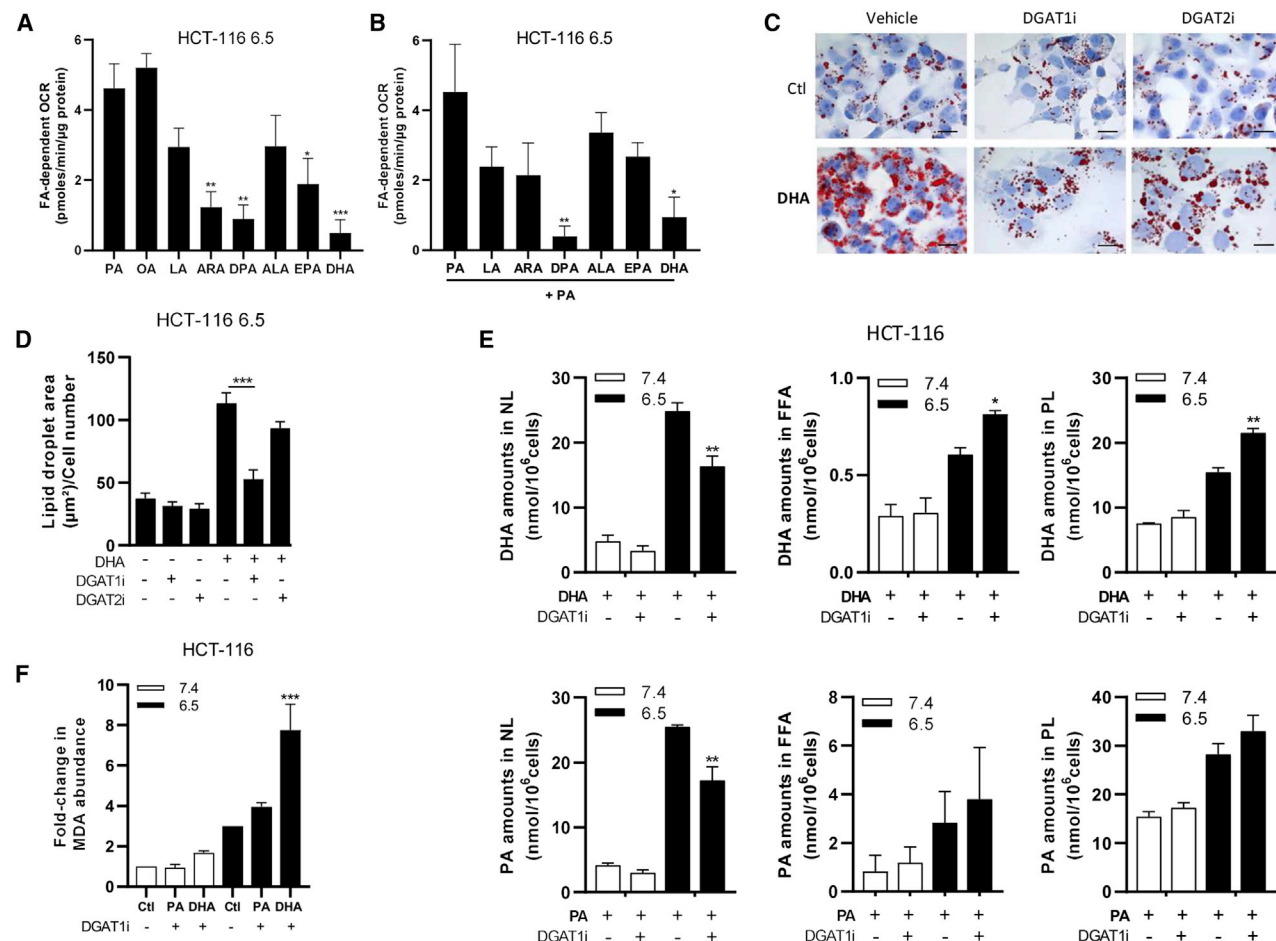 A
HCT-116 6.5
FA-dependent OCR
(pmoles/min/µg protein)
6
4
2
0
PA OA LA ARA DPA ALA EPA DHA
** ** * ***
B
HCT-116 6.5
FA-dependent OCR
(pmoles/min/µg protein)
6
4
2
0
** *
PA LA ARA DPA ALA EPA DHA
+ PA
C
Vehicle DGAT1i DGAT2i
Ctl
DHA
D
HCT-116 6.5
Lipid droplet area
(µm²)/Cell number
150
100
50
0
***
DHA - - - + + +
DGAT1i - + - - + -
DGAT2i - - + - - +
E
HCT-116
DHA amounts in NL
(nmol/10⁶cells)
30
20
10
0
7.4
6.5
**
DHA + + + +
DGAT1i - + - +
DHA amounts in FFA
(nmol/10⁶cells)
1.0
0.5
0.0
7.4
6.5
*
DHA + + + +
DGAT1i - + - +
DHA amounts in PL
(nmol/10⁶cells)
30
20
10
0
7.4
6.5
**
DHA + + + +
DGAT1i - + - +
PA amounts in NL
(nmol/10⁶cells)
30
20
10
0
7.4
6.5
**
PA + + + +
DGAT1i - + - +
PA amounts in FFA
(nmol/10⁶cells)
8
6
4
2
0
7.4
6.5
PA + + + +
DGAT1i - + - +
PA amounts in PL
(nmol/10⁶cells)
40
30
20
10
0
7.4
6.5
PA + + + +
DGAT1i - + - +
F
HCT-116
Fold-change in
MDA abundance
10
8
6
4
2
0
7.4
6.5
***
Ctl PA DHA Ctl PA DHA
DGAT1i - + + - + +